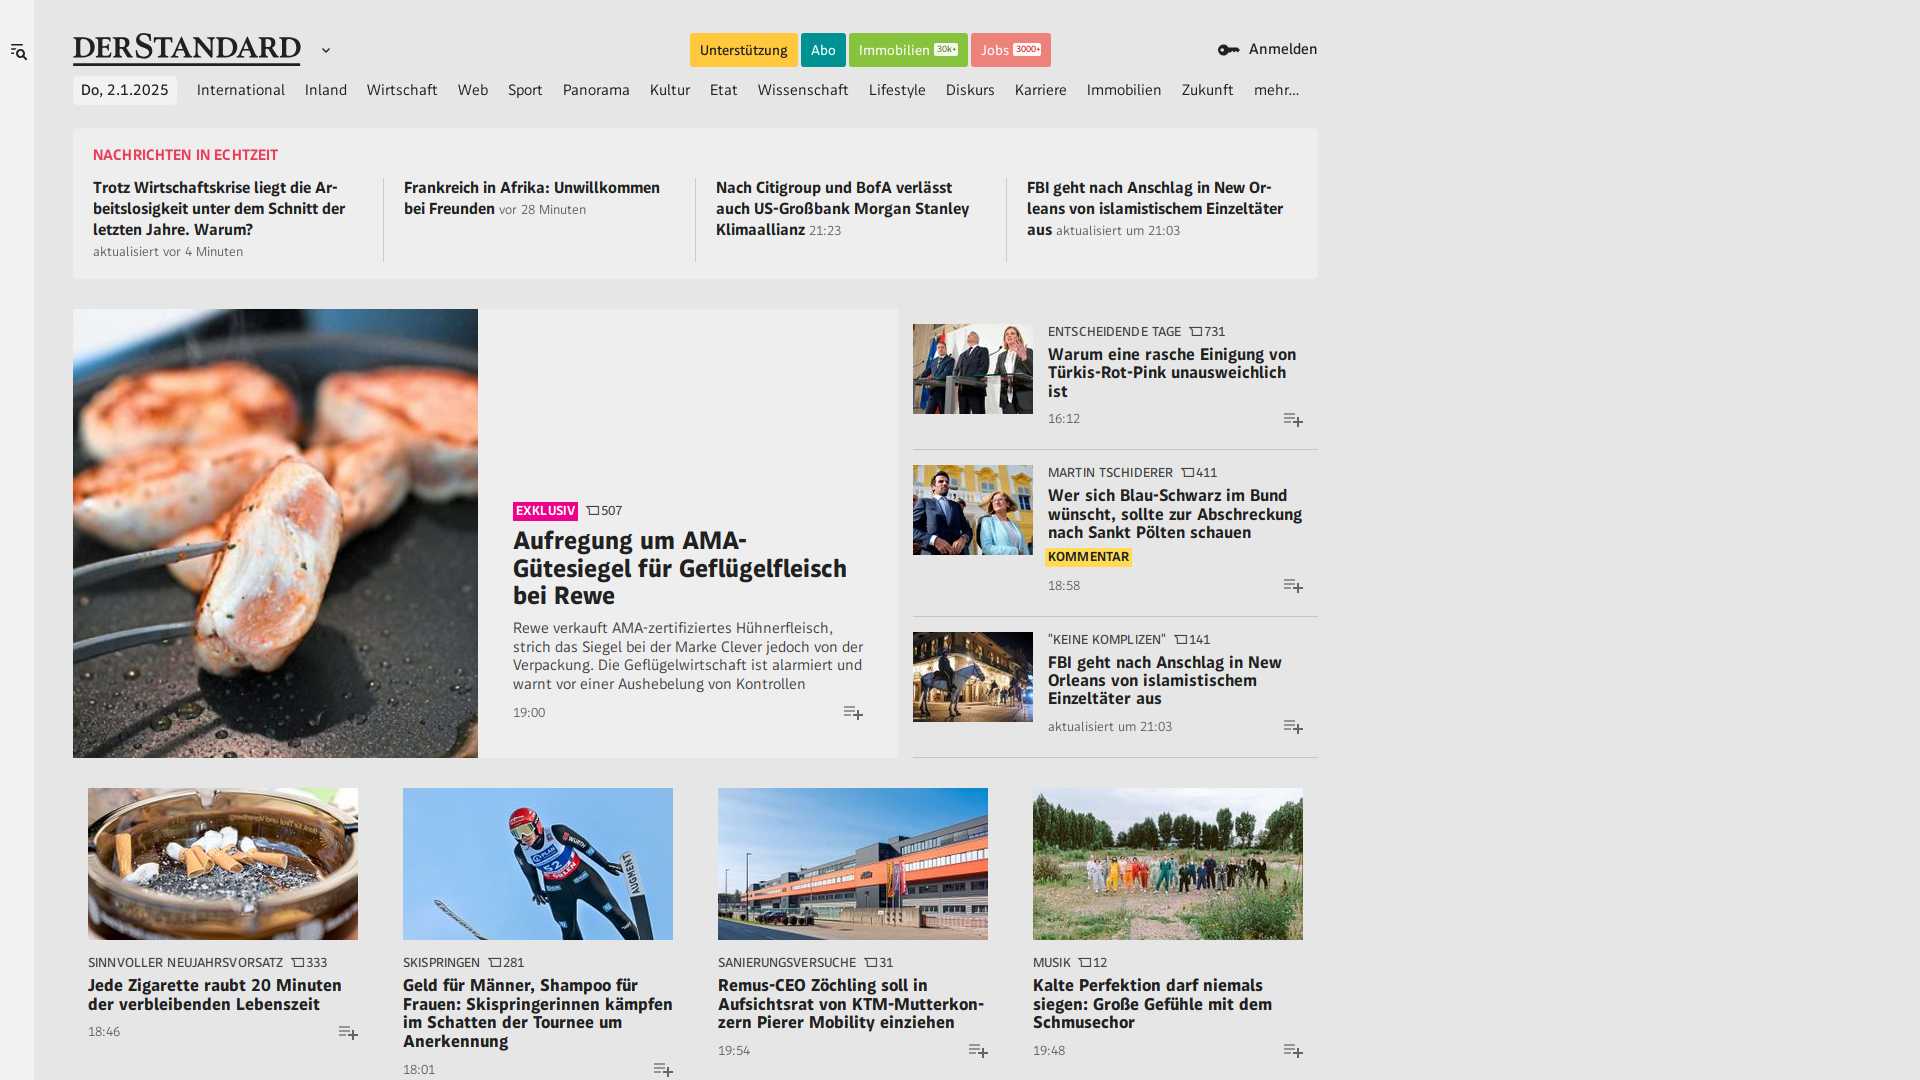 DERSTANDARD
Unterstützung
Abo
Immobilien 30k+
Jobs 3000+
Anmelden
Do, 2.1.2025
International
Inland
Wirtschaft
Web
Sport
Panorama
Kultur
Etat
Wissenschaft
Lifestyle
Diskurs
Karriere
Immobilien
Zukunft
mehr...
NACHRICHTEN IN ECHTZEIT
Trotz Wirtschaftskrise liegt die Ar-
beitslosigkeit unter dem Schnitt der
letzten Jahre. Warum?
aktualisiert vor 4 Minuten
Frankreich in Afrika: Unwillkommen
bei Freunden vor 28 Minuten
Nach Citigroup und BofA verlässt
auch US-Großbank Morgan Stanley
Klimaallianz 21:23
FBI geht nach Anschlag in New Or-
leans von islamistischem Einzeltäter
aus aktualisiert um 21:03
EXKLUSIV 507
Aufregung um AMA-
Gütesiegel für Geflügelfleisch
bei Rewe
Rewe verkauft AMA-zertifiziertes Hühnerfleisch,
strich das Siegel bei der Marke Clever jedoch von der
Verpackung. Die Geflügelwirtschaft ist alarmiert und
warnt vor einer Aushebelung von Kontrollen
19:00
ENTSCHEIDENDE TAGE 731
Warum eine rasche Einigung von
Türkis-Rot-Pink unausweichlich
ist
16:12
MARTIN TSCHIDERER 411
Wer sich Blau-Schwarz im Bund
wünscht, sollte zur Abschreckung
nach Sankt Pölten schauen
KOMMENTAR
18:58
"KEINE KOMPLIZEN" 141
FBI geht nach Anschlag in New
Orleans von islamistischem
Einzeltäter aus
aktualisiert um 21:03
SINNVOLLER NEUJAHRSVORSATZ 333
Jede Zigarette raubt 20 Minuten
der verbleibenden Lebenszeit
18:46
AUGMENT
SKISPRINGEN 281
Geld für Männer, Shampoo für
Frauen: Skispringerinnen kämpfen
im Schatten der Tournee um
Anerkennung
18:01
SANIERUNGSVERSUCHE 31
Remus-CEO Zöchling soll in
Aufsichtsrat von KTM-Mutterkon-
zern Pierer Mobility einziehen
19:54
MUSIK 12
Kalte Perfektion darf niemals
siegen: Große Gefühle mit dem
Schmusechor
19:48